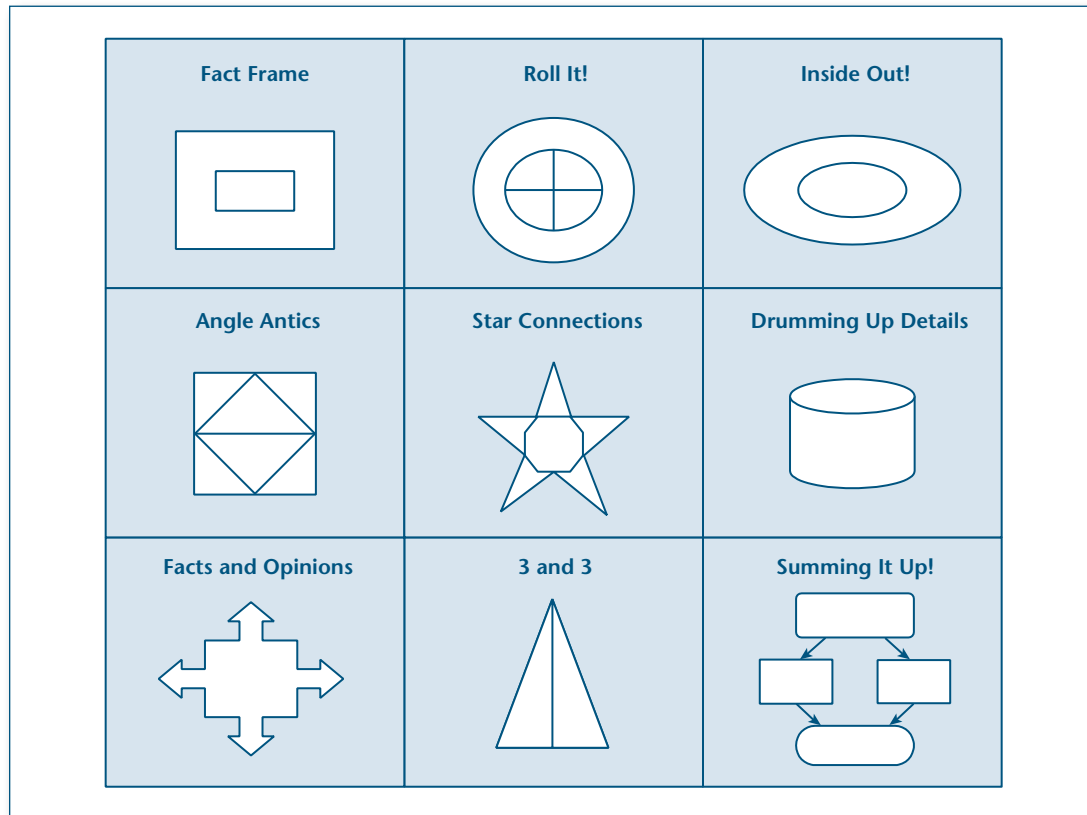 Fact Frame
Roll It!
Inside Out!
Angle Antics
Star Connections
Drumming Up Details
Facts and Opinions
3 and 3
Summing It Up!